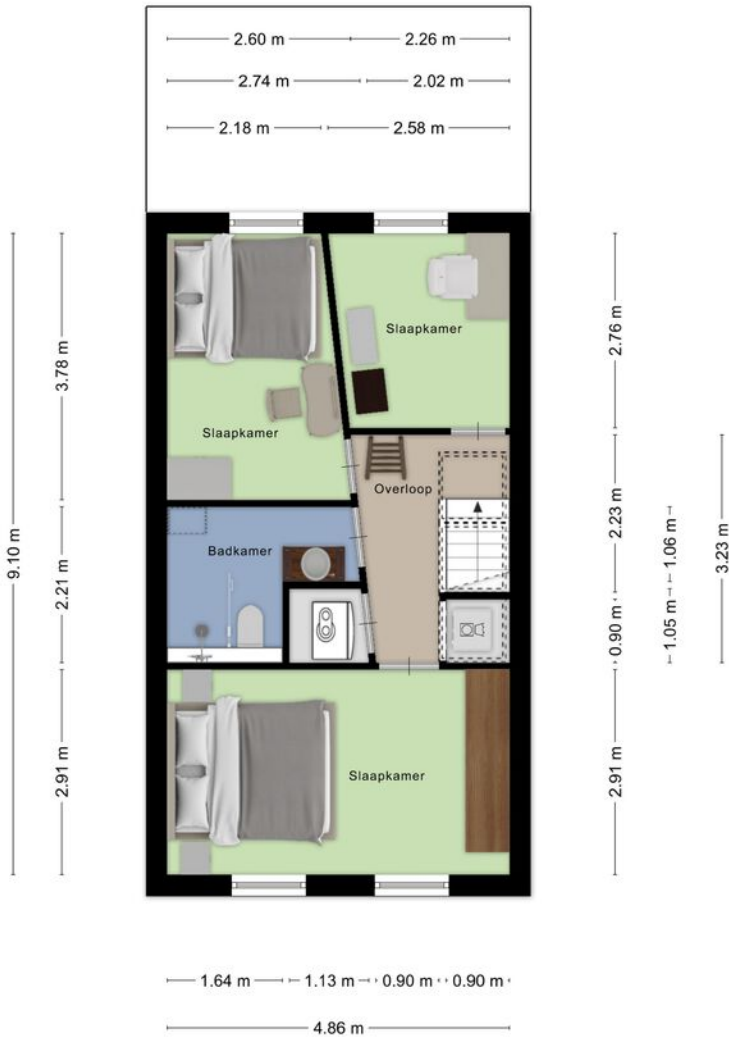 2.60 m 2.26 m
2.74 m 2.02 m
2.18 m 2.58 m
Slaapkamer
Slaapkamer
Overloop
Badkamer
Slaapkamer
9.10 m
3.78 m
2.21 m
2.91 m
2.76 m
2.23 m
0.90 m
2.91 m
1.06 m
1.05 m
3.23 m
1.64 m 1.13 m 0.90 m 0.90 m
4.86 m